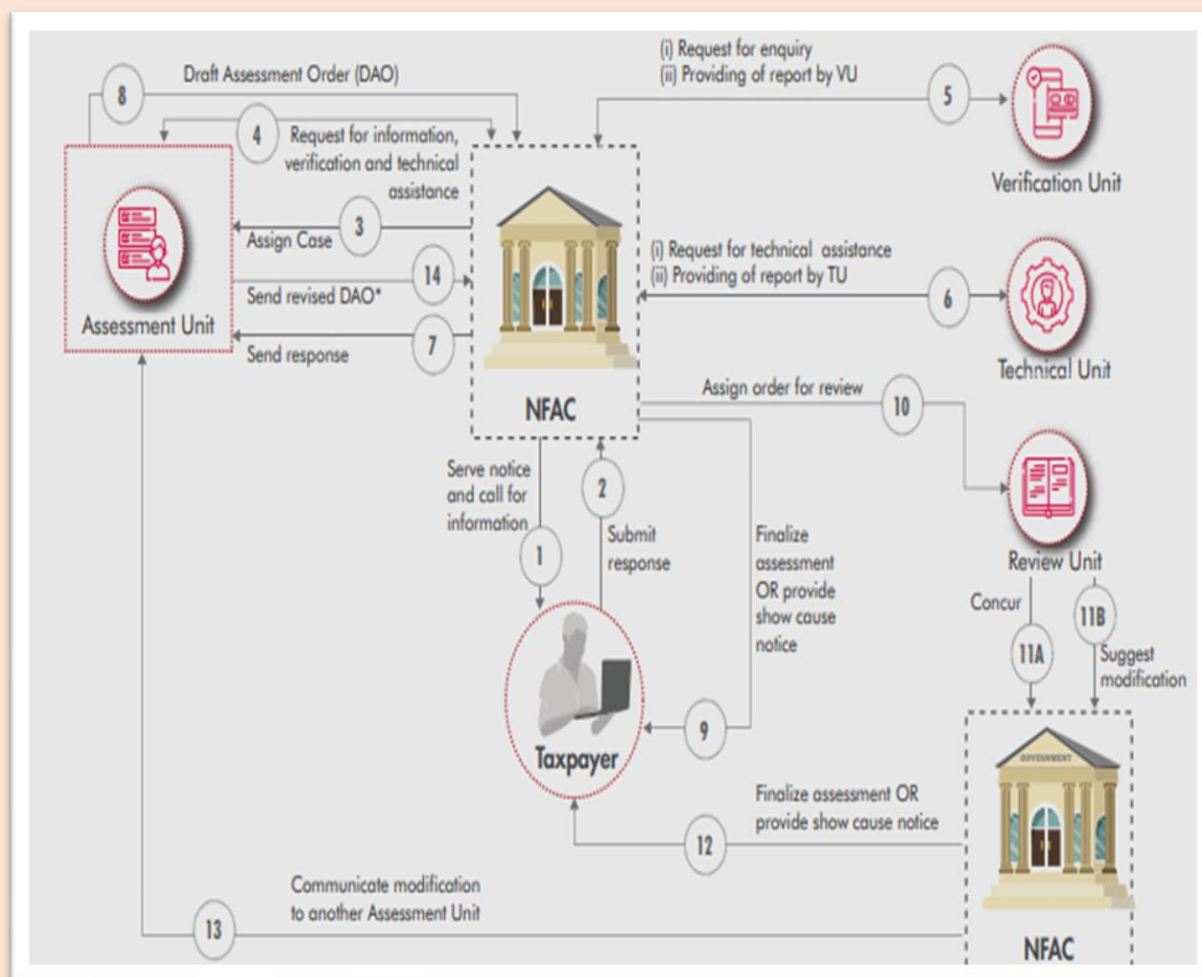 8
Draft Assessment Order (DAO)
4
Request for information,
verification and technical
assistance
3
Assign Case
14
Send revised DAO*
7
Send response
Assessment Unit
NFAC
(i) Request for enquiry
(ii) Providing of report by VU
5
Verification Unit
(i) Request for technical assistance
(ii) Providing of report by TU
6
Technical Unit
Assign order for review
10
Review Unit
Serve notice
and call for
information
1
2
Submit
response
Finalize
assessment
OR provide
show cause
notice
9
Taxpayer
Concur
11A
11B
Suggest
modification
GOVERNMENT
NFAC
Finalize assessment OR
provide show cause notice
12
Communicate modification
to another Assessment Unit
13